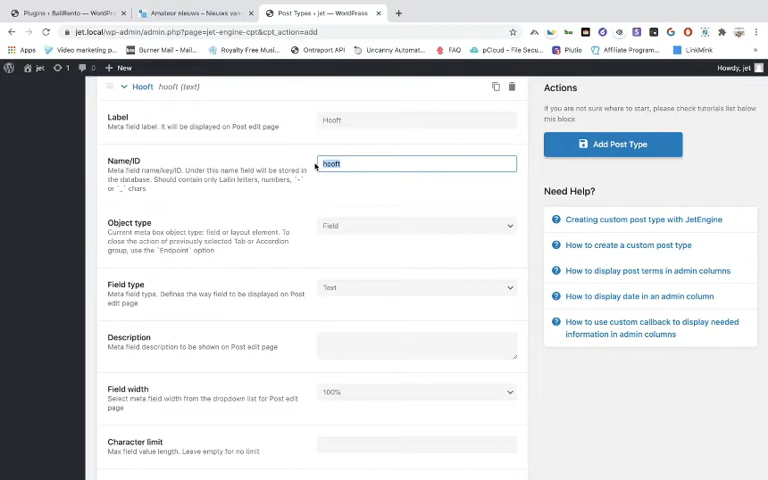 Plugins ‹ BaliRento — WordPr
Amateur nieuws – Nieuws van
Post Types ‹ jet — WordPress
jet.local/wp-admin/admin.php?page=jet-engine-cpt&cpt_action=add
Apps
Video marketing p...
Burner Mail - Mail...
Royalty Free Musi...
Ontraport API
Uncanny Automat...
FAQ
pCloud - File Secu...
Plutio
Affiliate Program...
LinkMink
jet
1
0
New
Howdy, jet
Hooft
hooft (text)
Label
Meta field label. It will be displayed on Post edit page
Hooft
Name/ID
Meta field name/key/ID. Under this name field will be stored in
the database. Should contain only Latin letters, numbers, `-`
or `_` chars
hooft
Object type
Current meta box object type: field or layout element. To
close the action of previously selected Tab or Accordion
group, use the `Endpoint` option
Field
Field type
Meta field type. Defines the way field to be displayed on Post
edit page
Text
Description
Meta field description to be shown on Post edit page
Field width
Select meta field width from the dropdown list for Post edit
page
100%
Character limit
Max field value length. Leave empty for no limit
Actions
If you are not sure where to start, please check tutorials list below
this block
Add Post Type
Need Help?
Creating custom post type with JetEngine
How to create a custom post type
How to display post terms in admin columns
How to display date in an admin column
How to use custom callback to display needed
information in admin columns